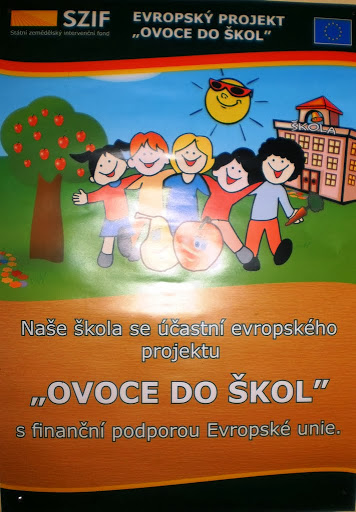 SZIF
Státní zemědělský intervenční fond
EVROPSKÝ PROJEKT
„OVOCE DO ŠKOL"
ŠKOLA
Naše škola se účastní evropského
projektu
„OVOCE DO ŠKOL"
s finanční podporou Evropské unie.